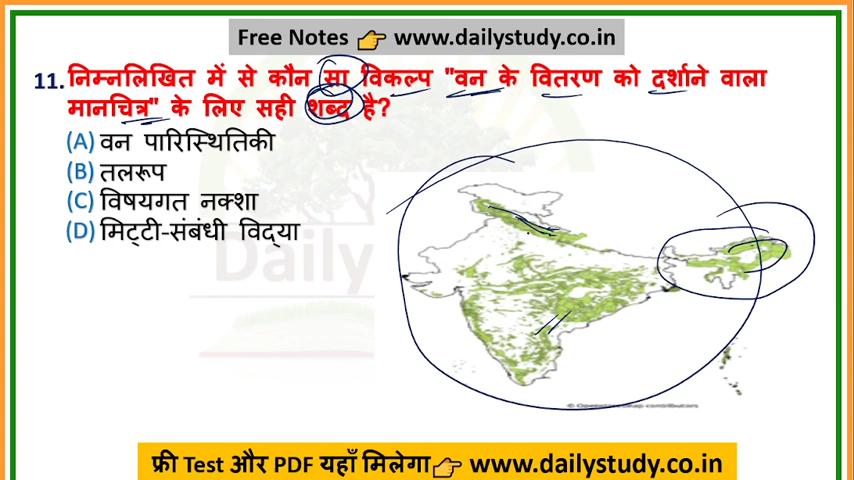 Free Notes 👉 www.dailystudy.co.in
11. निम्नलिखित में से कौन सा विकल्प "वन के वितरण को दर्शाने वाला
मानचित्र" के लिए सही शब्द है?
(A) वन पारिस्थितिकी
(B) तलरूप
(C) विषयगत नक्शा
(D) मिट्टी-संबंधी विद्या
Daily
फ्री Test और PDF यहाँ मिलेगा👉 www.dailystudy.co.in